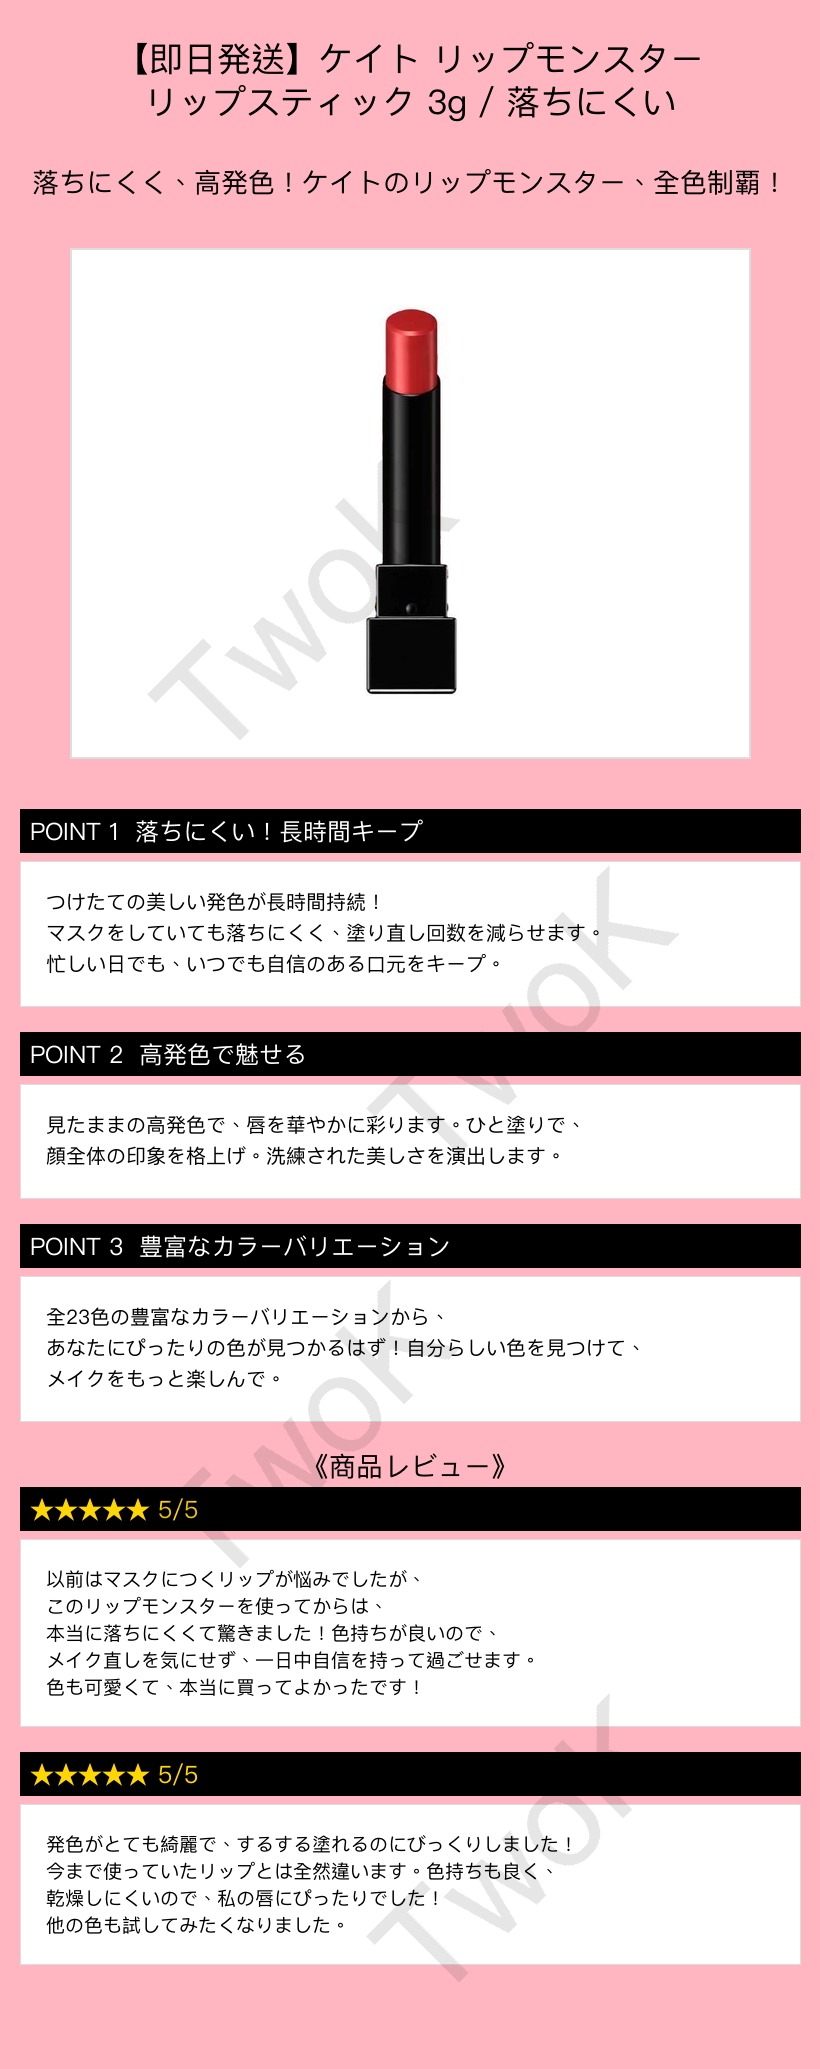 【即日発送】ケイト リップモンスター
リップスティック 3g / 落ちにくい
落ちにくく、高発色！ケイトのリップモンスター、全色制覇！
TwoK
POINT 1 落ちにくい！長時間キープ
つけたての美しい発色が長時間持続！
マスクをしていても落ちにくく、塗り直し回数を減らせます。
忙しい日でも、いつでも自信のある口元をキープ。
TwoK
POINT 2 高発色で魅せる
見たままの高発色で、唇を華やかに彩ります。ひと塗りで、
顔全体の印象を格上げ。洗練された美しさを演出します。
POINT 3 豊富なカラーバリエーション
全23色の豊富なカラーバリエーションから、
あなたにぴったりの色が見つかるはず！自分らしい色を見つけて、
メイクをもっと楽しんで。
TwoK
《商品レビュー》
★★★★★ 5/5
以前はマスクにつくリップが悩みでしたが、
このリップモンスターを使ってからは、
本当に落ちにくくて驚きました！色持ちが良いので、
メイク直しを気にせず、一日中自信を持って過ごせます。
色も可愛くて、本当に買ってよかったです！
★★★★★ 5/5
発色がとても綺麗で、するする塗れるのにびっくりしました！
今まで使っていたリップとは全然違います。色持ちも良く、
乾燥しにくいので、私の唇にぴったりでした！
他の色も試してみたくなりました。
TwoK